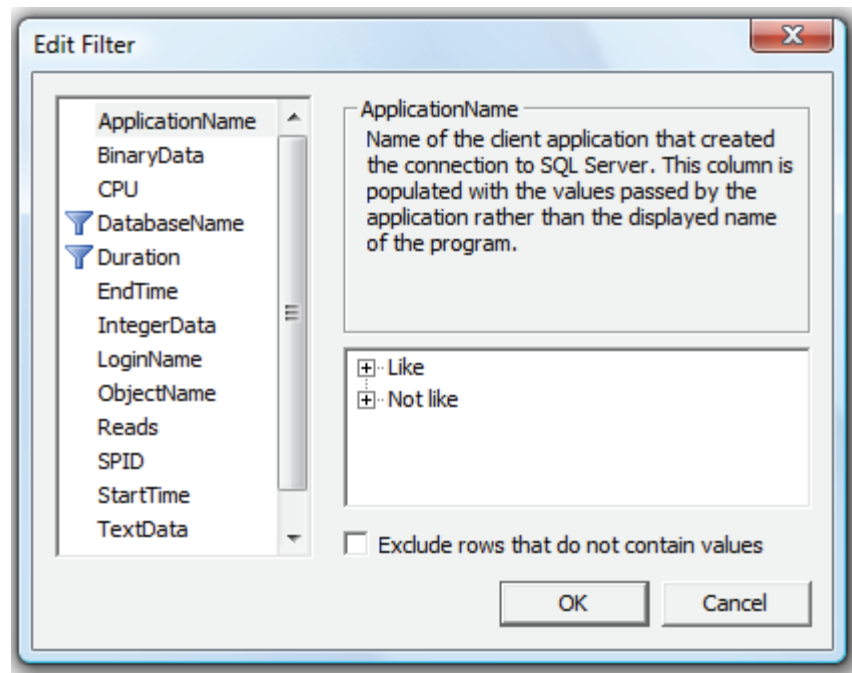 Edit Filter
ApplicationName
BinaryData
CPU
DatabaseName
Duration
EndTime
IntegerData
LoginName
ObjectName
Reads
SPID
StartTime
TextData
ApplicationName
Name of the client application that created
the connection to SQL Server. This column is
populated with the values passed by the
application rather than the displayed name
of the program.
Like
Not like
Exclude rows that do not contain values
OK
Cancel